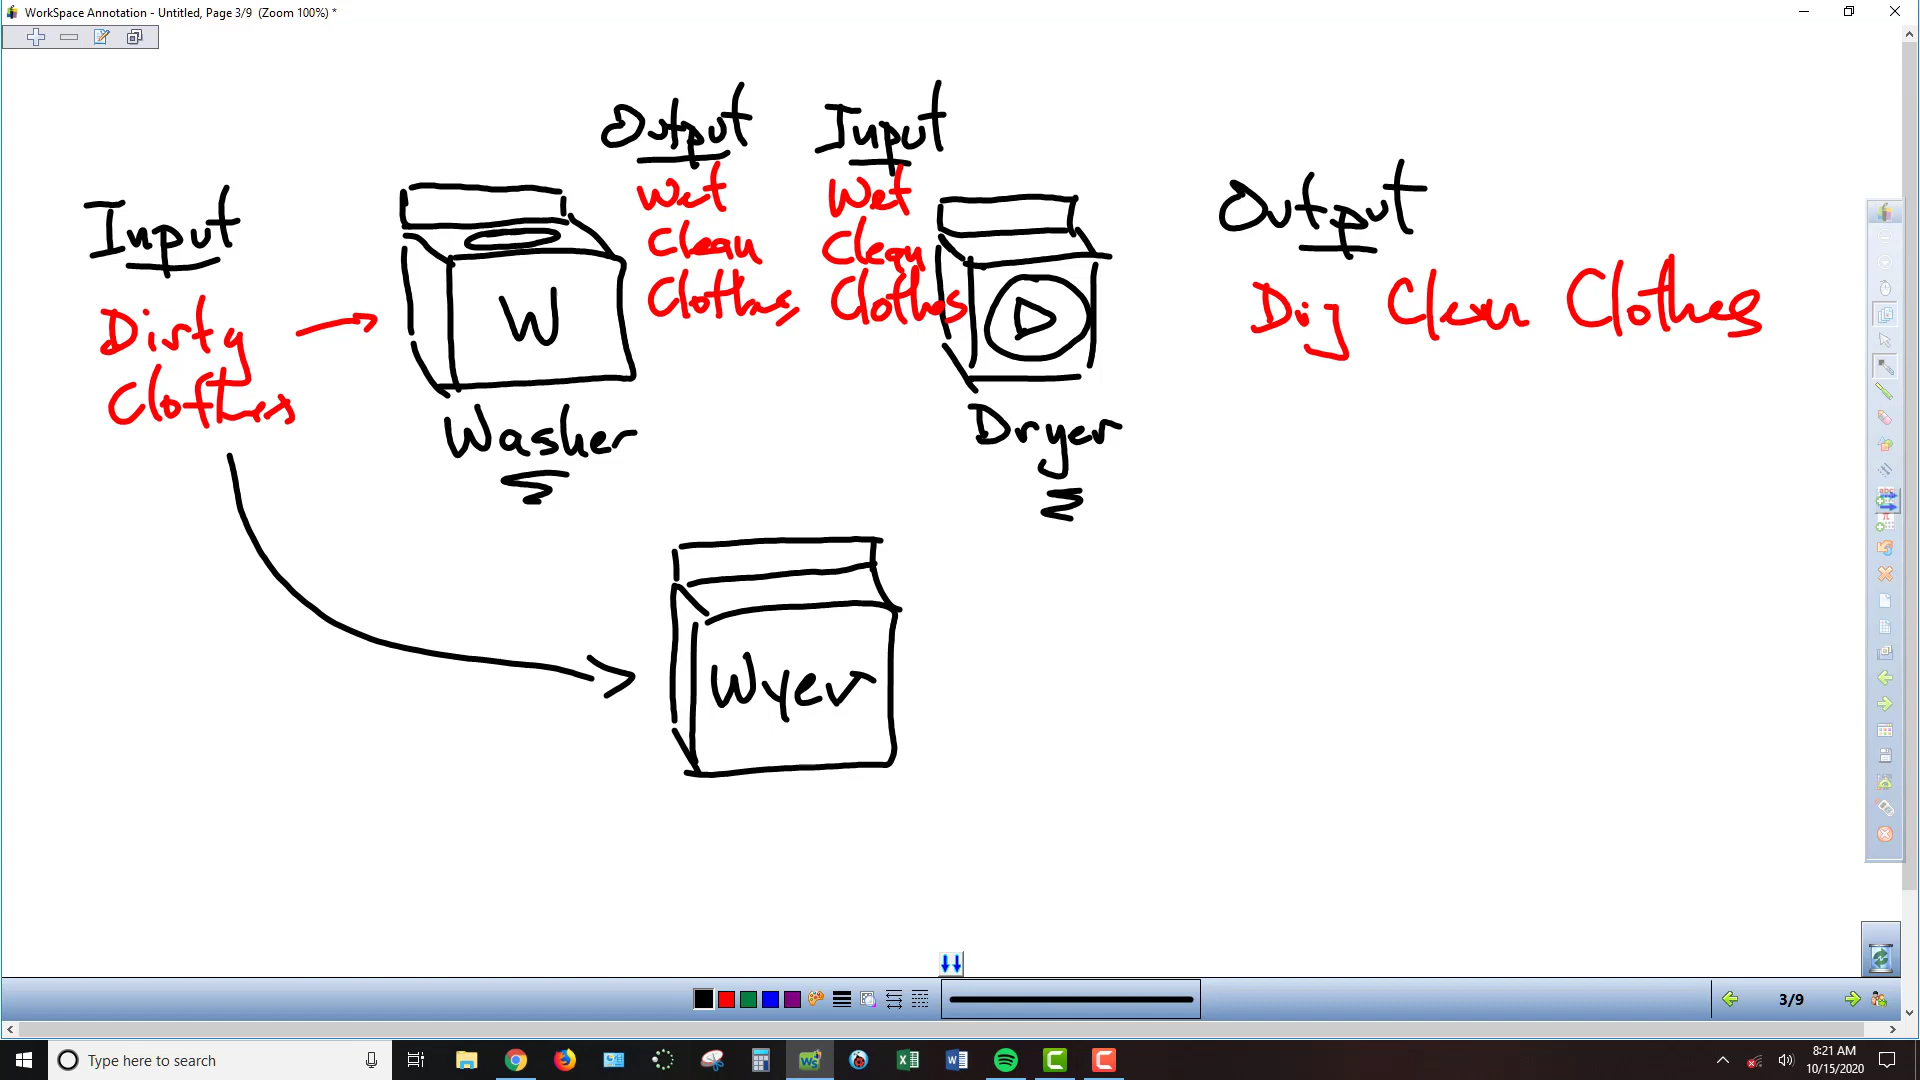 WorkSpace Annotation - Untitled, Page 3/9 (Zoom 100%) *
Output
Input
Wet
Clean
Clothes
Wet
Clean
Clothes
Input
Dirty
Clothes
W
D
Output
Dry Clean Clothes
Washer
Dryer
Wyer
3/9
Type here to search
8:21 AM
10/15/2020